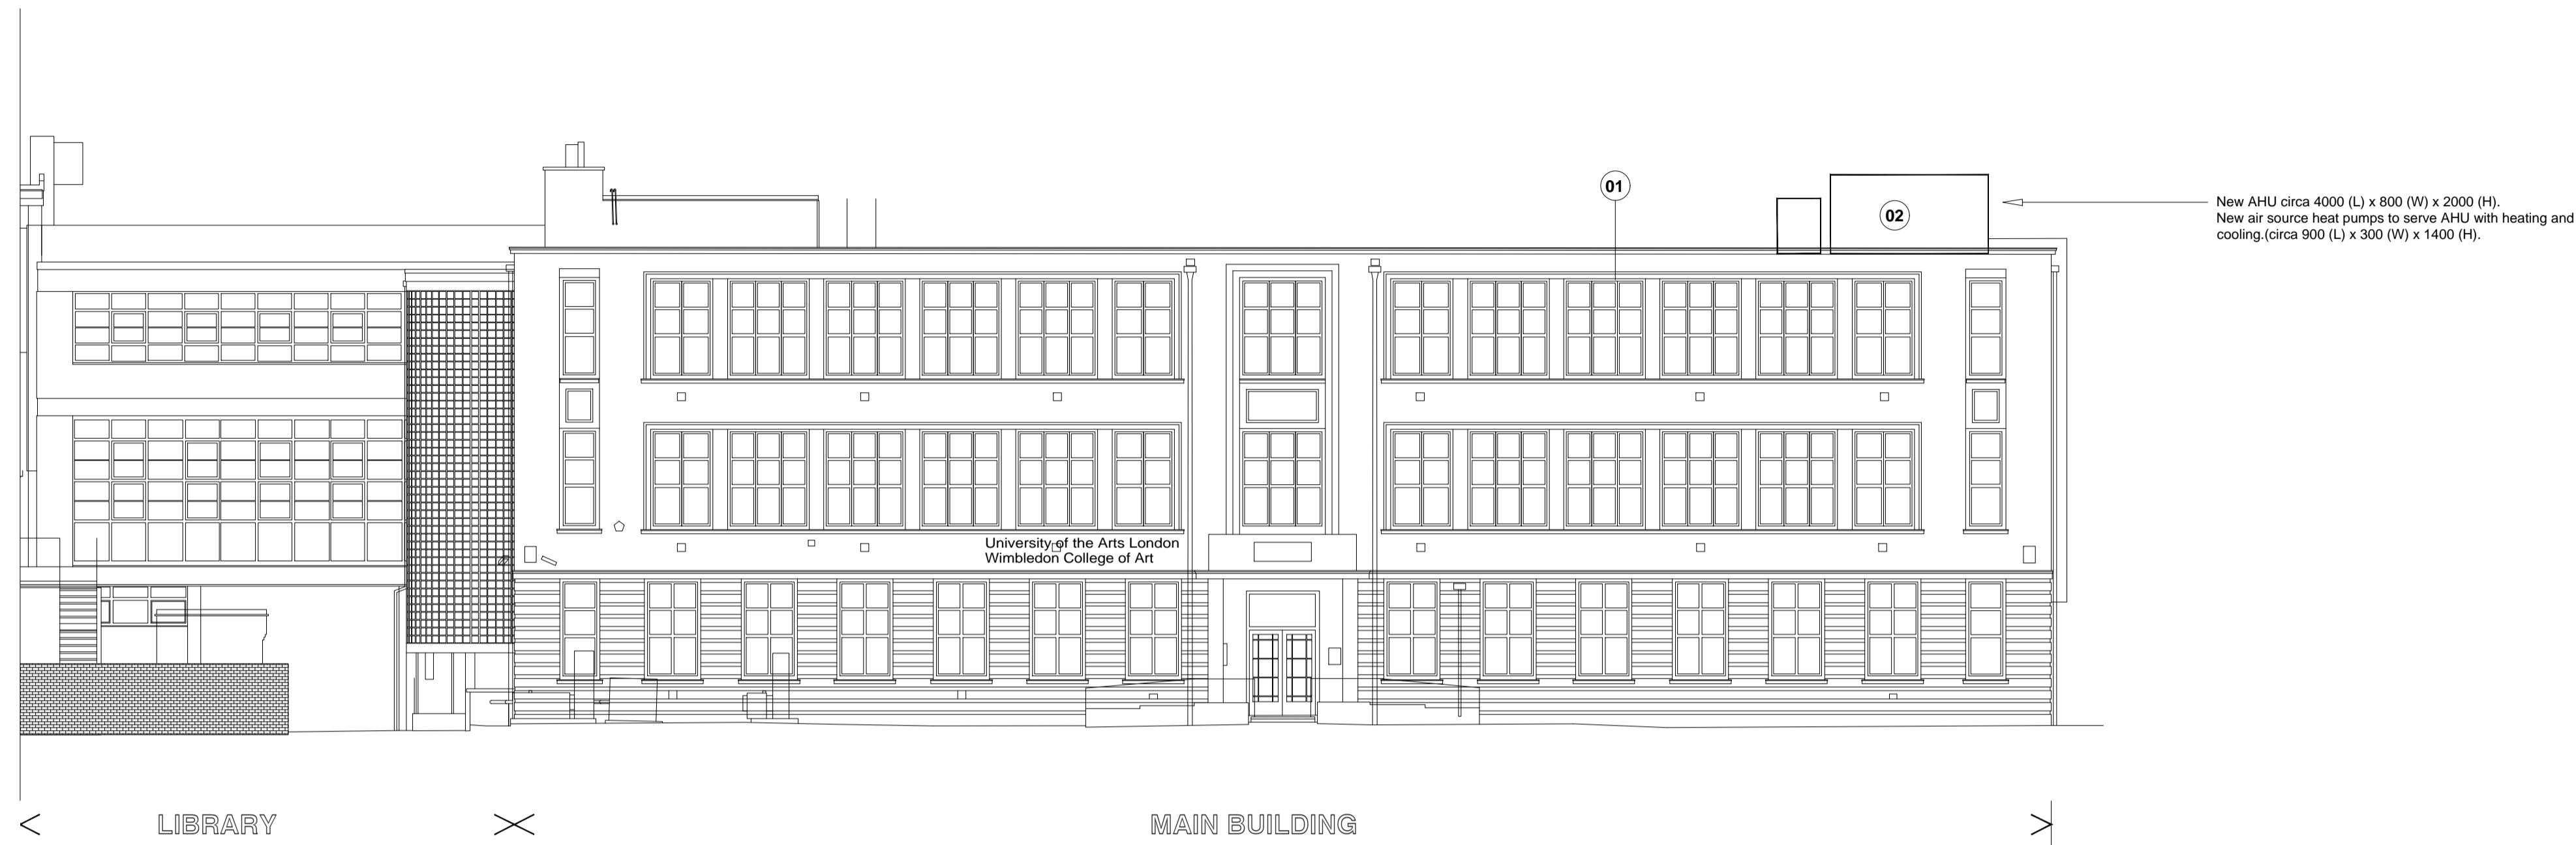 01
02
New AHU circa 4000 (L) x 800 (W) x 2000 (H).
New air source heat pumps to serve AHU with heating and
cooling.(circa 900 (L) x 300 (W) x 1400 (H).
University of the Arts London
Wimbledon College of Art
LIBRARY
MAIN BUILDING